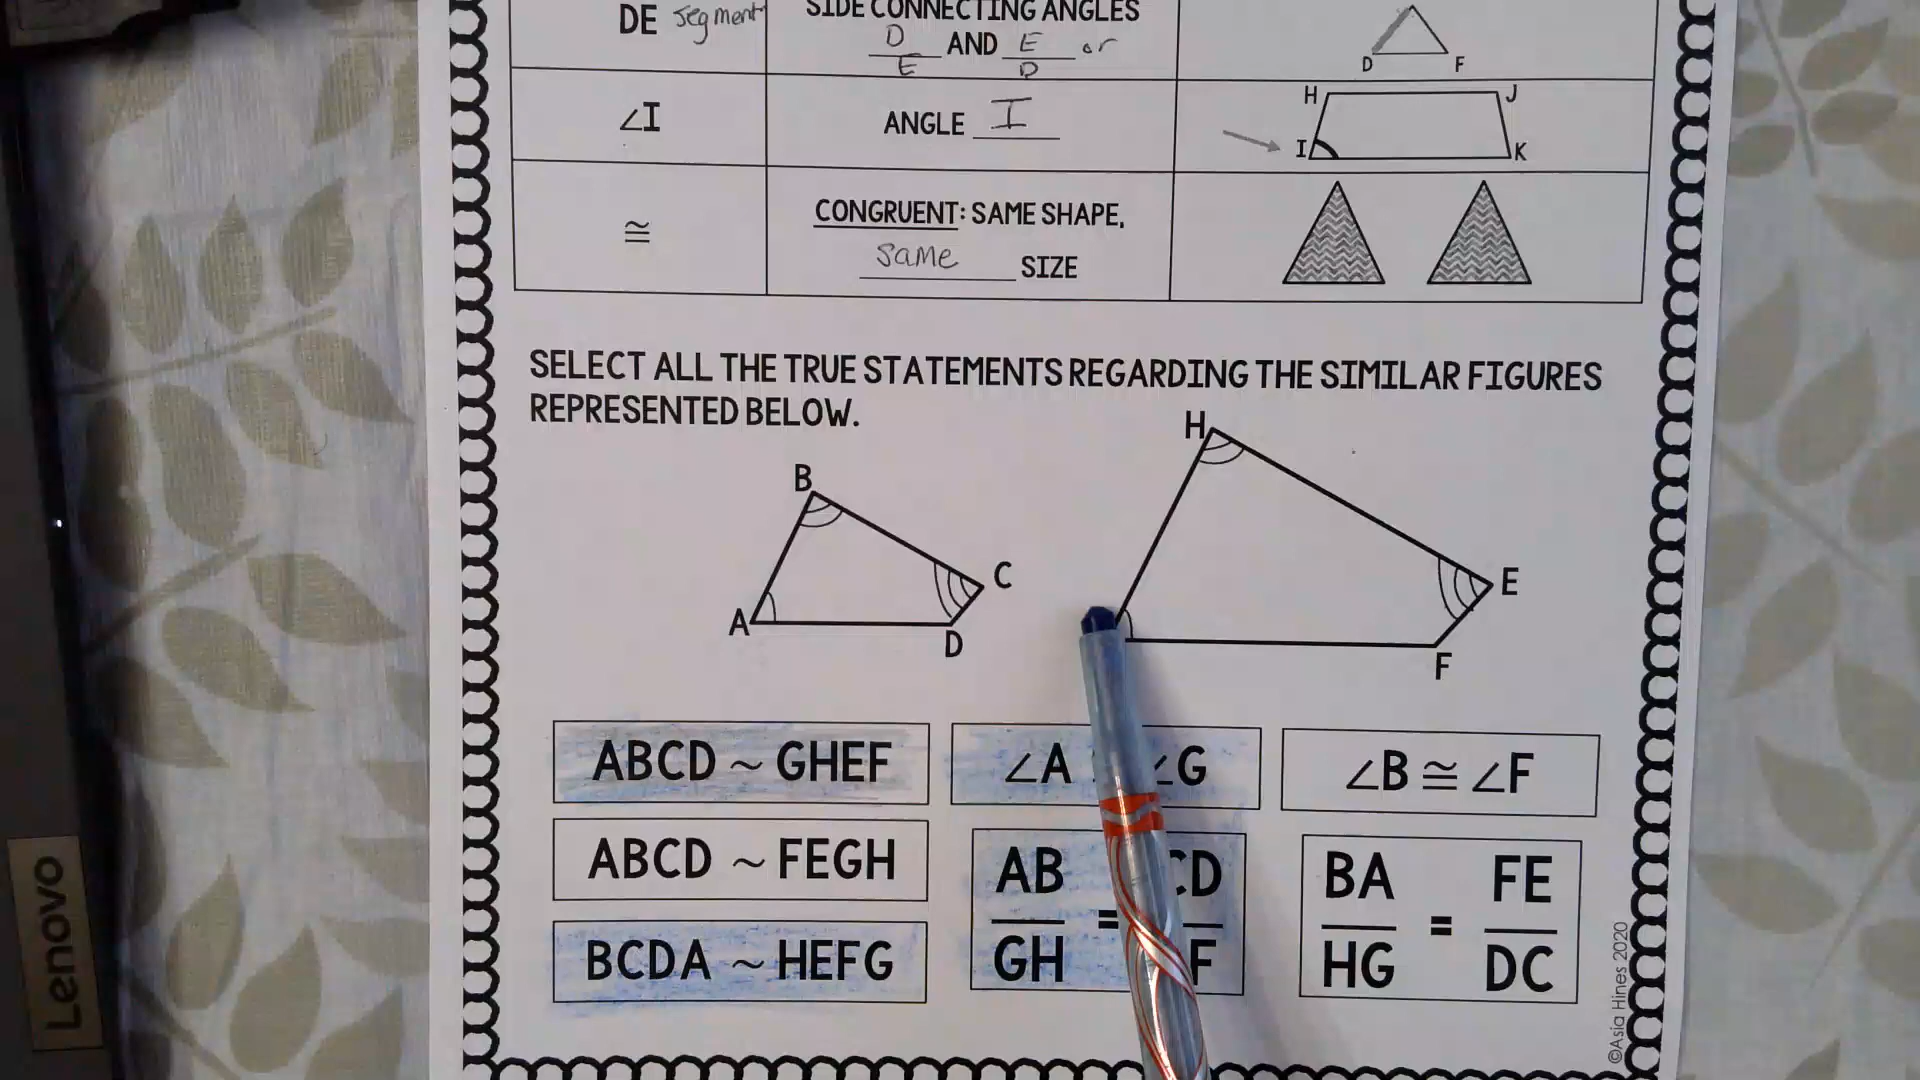 DE segment
SIDE CONNECTING ANGLES
D AND E or
E D
D F
∠I
ANGLE I
H J
I K
≅
CONGRUENT: SAME SHAPE,
same SIZE
SELECT ALL THE TRUE STATEMENTS REGARDING THE SIMILAR FIGURES
REPRESENTED BELOW.
H
B
C
E
A
D
F
ABCD ~ GHEF
∠A ∠G
∠B ≅ ∠F
ABCD ~ FEGH
AB = CD
GH F
BA = FE
HG DC
BCDA ~ HEFG
©Asia Hines 2020
Lenovo